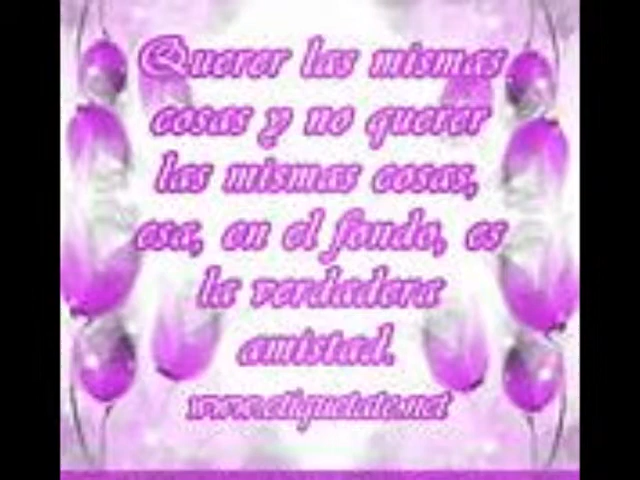 Querer las mismas
cosas y no querer
las mismas cosas,
esa, en el fondo, es
la verdadera
amistad.
www.etiquetate.net